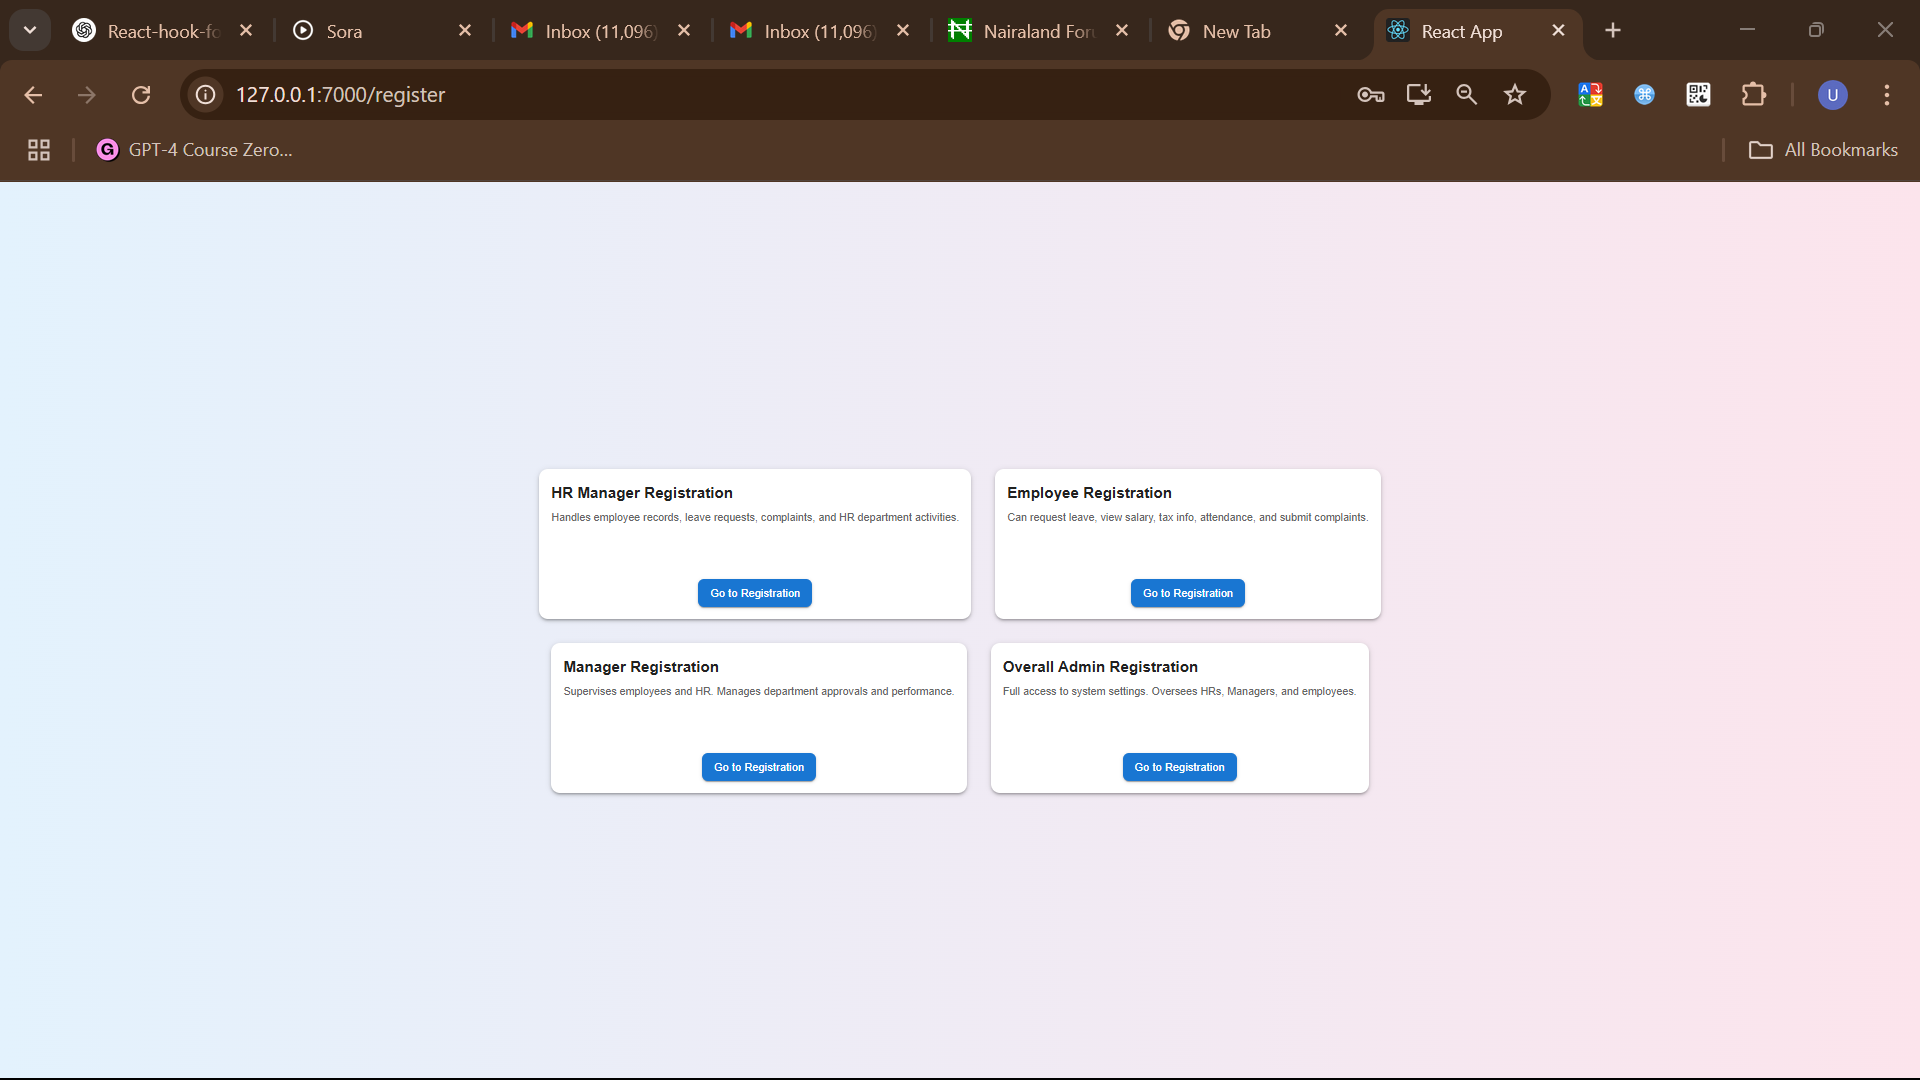 React-hook-fo
Sora
Inbox (11,096)
Inbox (11,096)
Nairaland Foru
New Tab
React App
127.0.0.1:7000/register
U
G GPT-4 Course Zero...
All Bookmarks
HR Manager Registration
Handles employee records, leave requests, complaints, and HR department activities.
Go to Registration
Employee Registration
Can request leave, view salary, tax info, attendance, and submit complaints.
Go to Registration
Manager Registration
Supervises employees and HR. Manages department approvals and performance.
Go to Registration
Overall Admin Registration
Full access to system settings. Oversees HRs, Managers, and employees.
Go to Registration